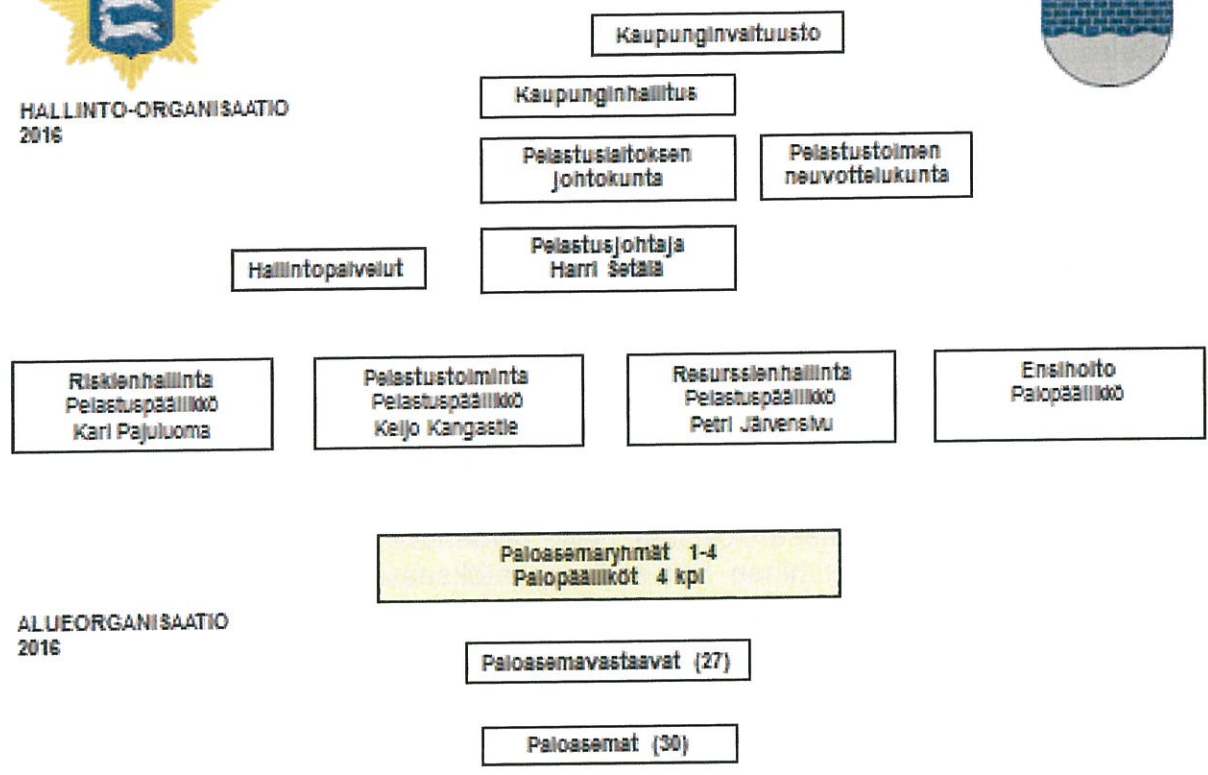 Kaupunginvaltuusto
HALLINTO-ORGANISAATIO
2016
Kaupunginhallitus
Pelastuslaitoksen
johtokunta
Pelastustoimen
neuvottelukunta
Hallintopalvelut
Pelastusjohtaja
Harri Setälä
Riskienhallinta
Pelastuspäällikkö
Kari Pajuluoma
Pelastustoiminta
Pelastuspäällikkö
Keijo Kangastie
Resurssienhallinta
Pelastuspäällikkö
Petri Järvensivu
Ensihoito
Palopäällikkö
Paloasemaryhmät 1-4
Palopäälliköt 4 kpl
ALUEORGANISAATIO
2016
Paloasemavastaavat (27)
Paloasemat (30)